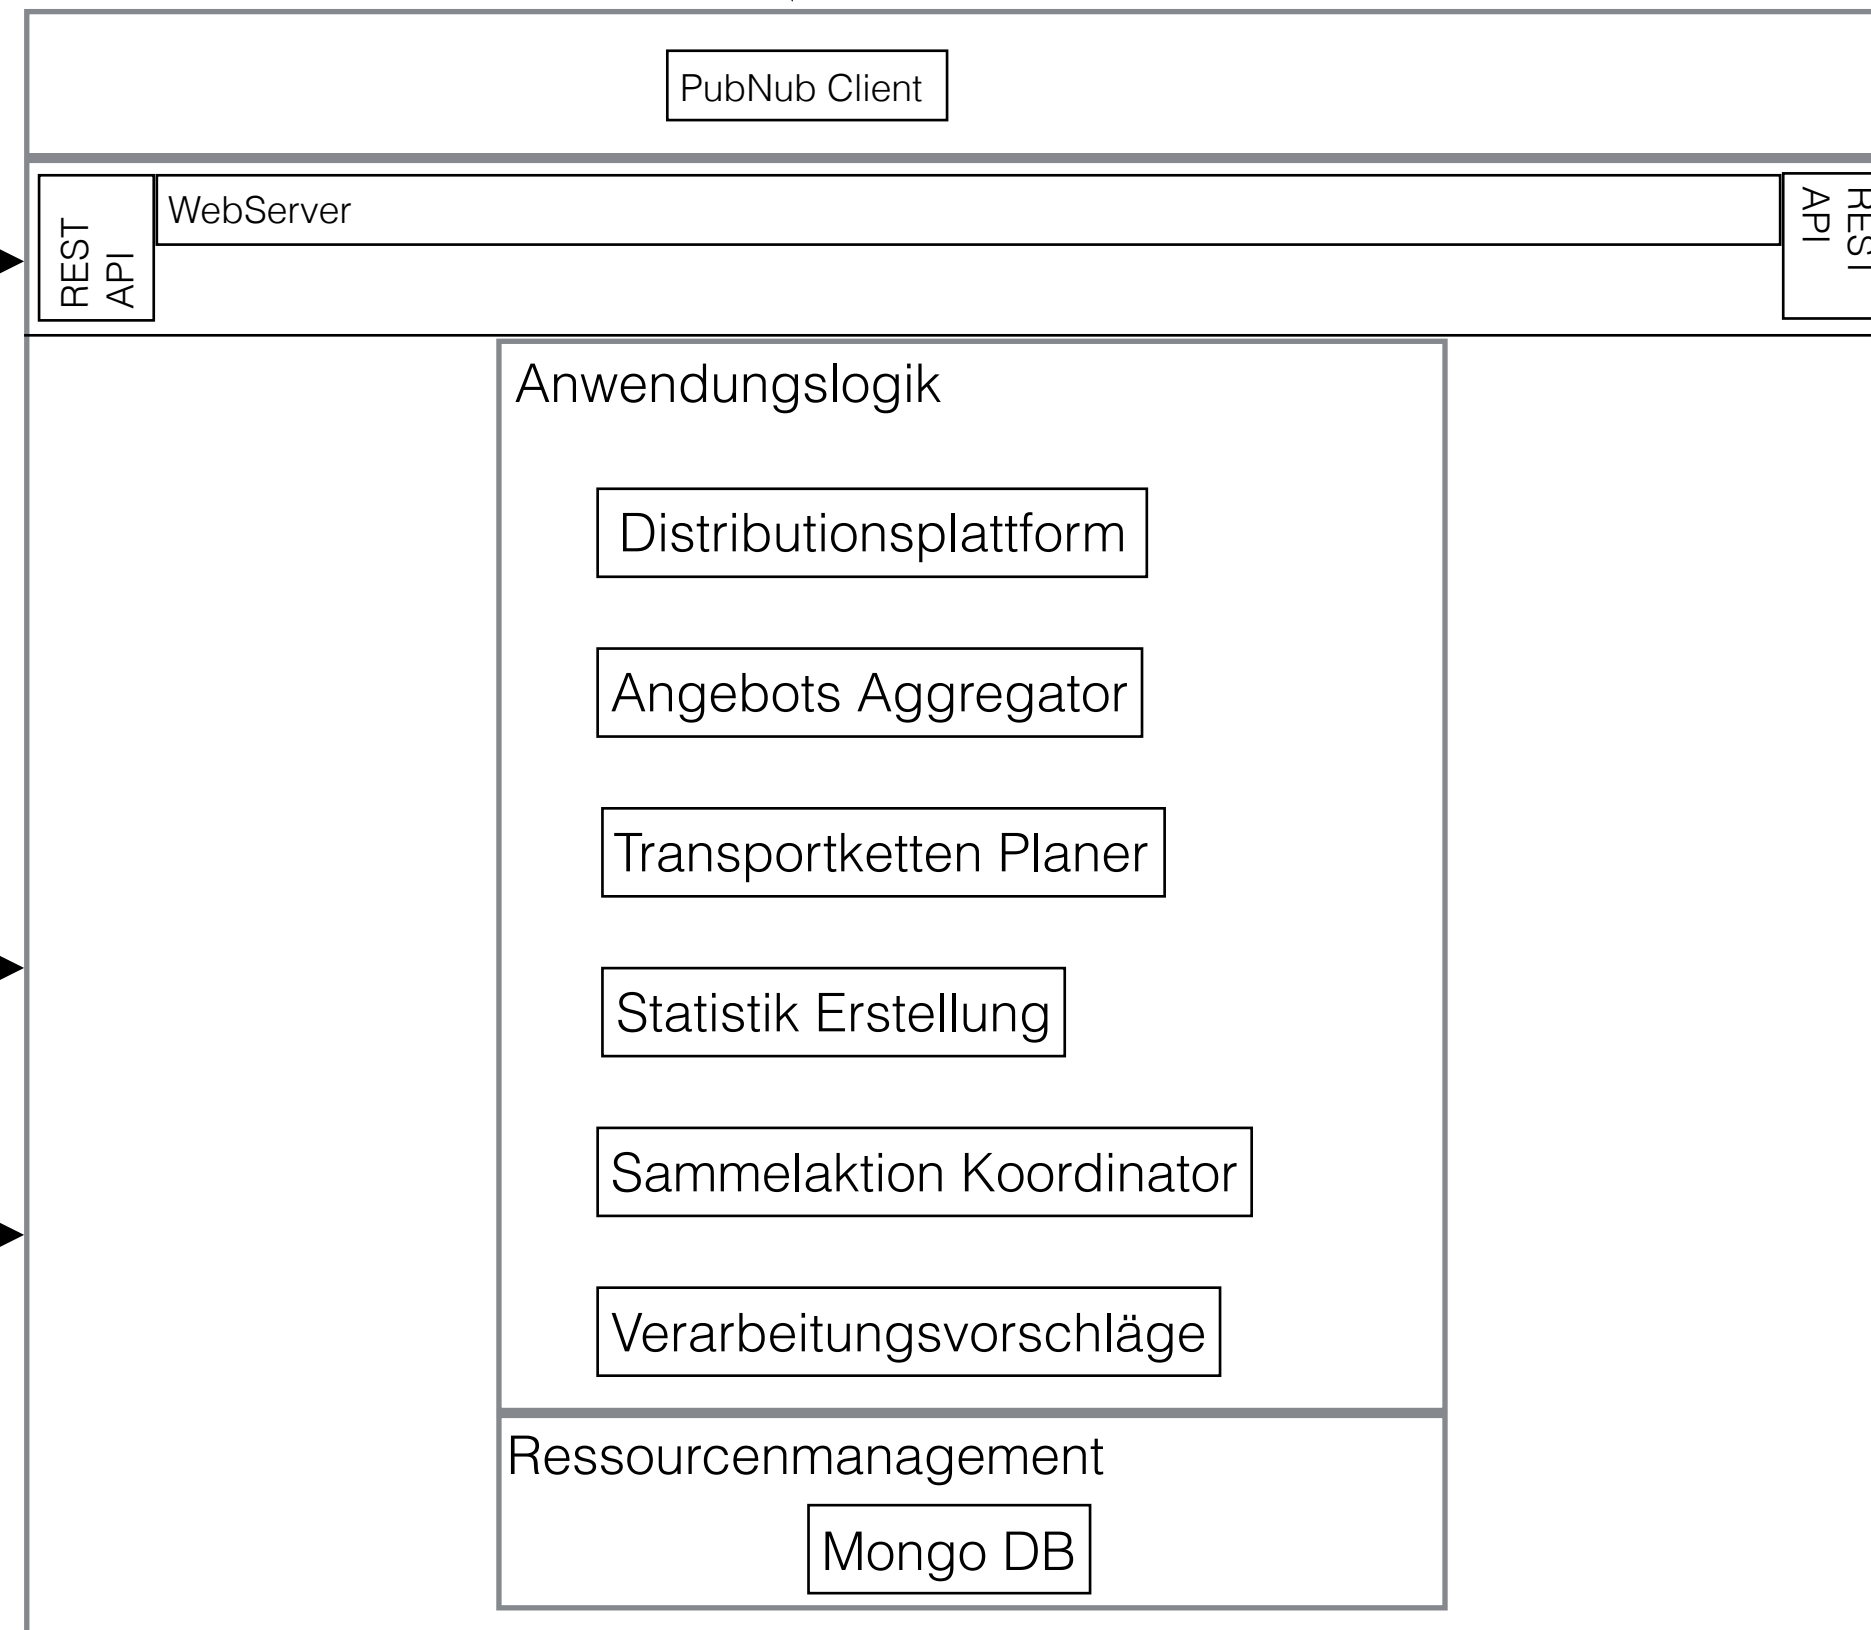 PubNub Client
REST
API
WebServer
REST
API
Anwendungslogik
Distributionsplattform
Angebots Aggregator
Transportketten Planer
Statistik Erstellung
Sammelaktion Koordinator
Verarbeitungsvorschläge
Ressourcenmanagement
Mongo DB